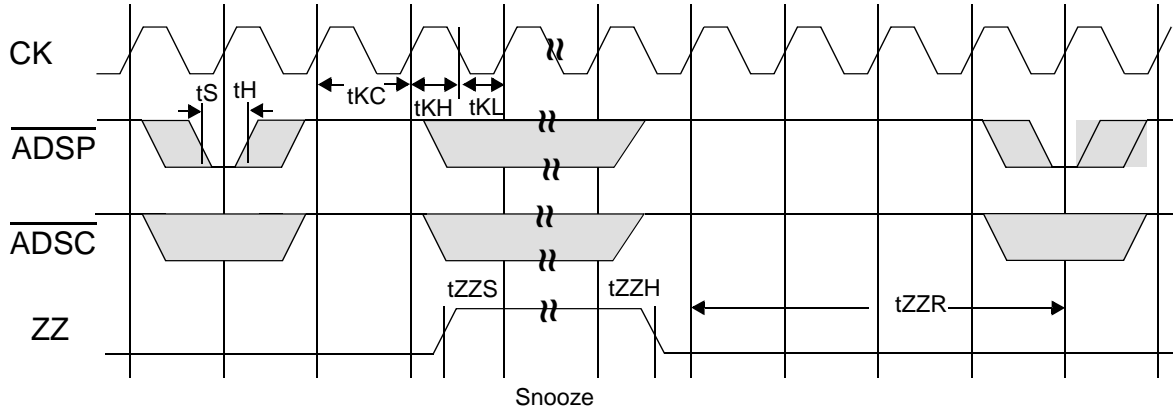 CK
tS tH tKC tKH tKL
ADSP
ADSC
tZZS tZZH tZZR
ZZ
Snooze